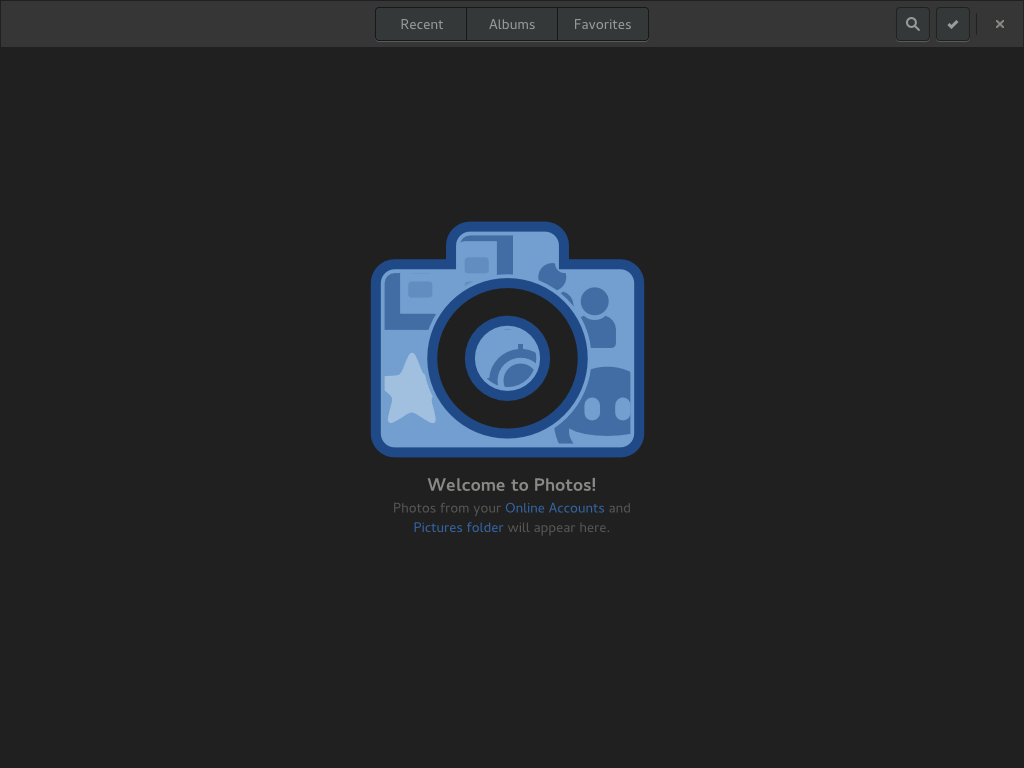 Recent Albums Favorites
Welcome to Photos!
Photos from your Online Accounts and
Pictures folder will appear here.